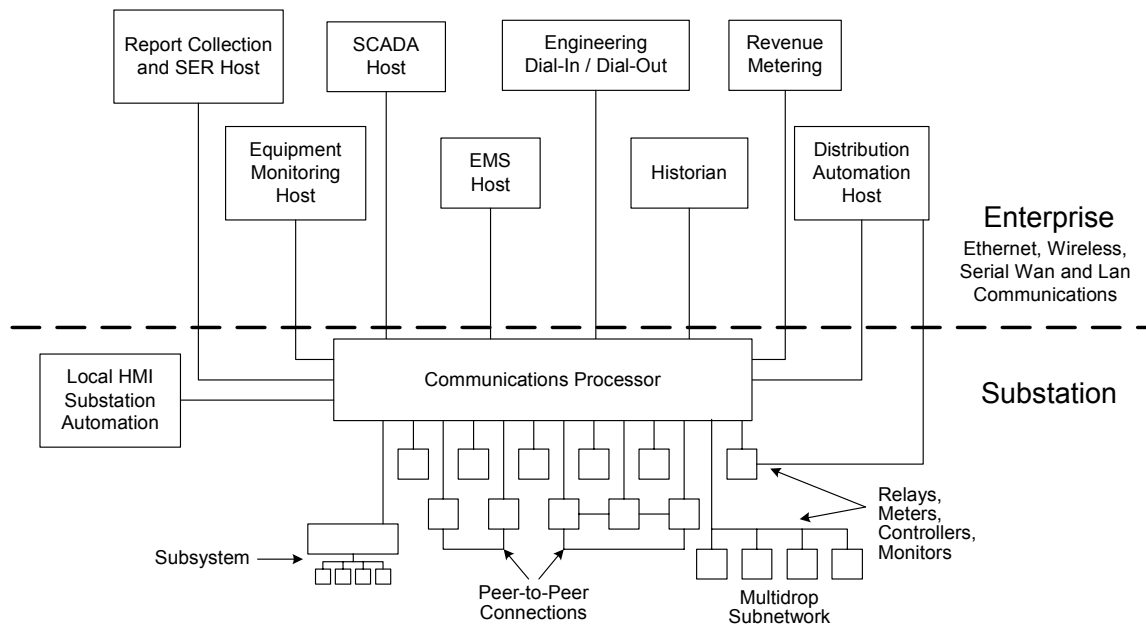 Report Collection
and SER Host
SCADA
Host
Engineering
Dial-In / Dial-Out
Revenue
Metering
Equipment
Monitoring
Host
EMS
Host
Historian
Distribution
Automation
Host
Enterprise
Ethernet, Wireless,
Serial Wan and Lan
Communications
Local HMI
Substation
Automation
Communications Processor
Substation
Relays,
Meters,
Controllers,
Monitors
Subsystem
Peer-to-Peer
Connections
Multidrop
Subnetwork